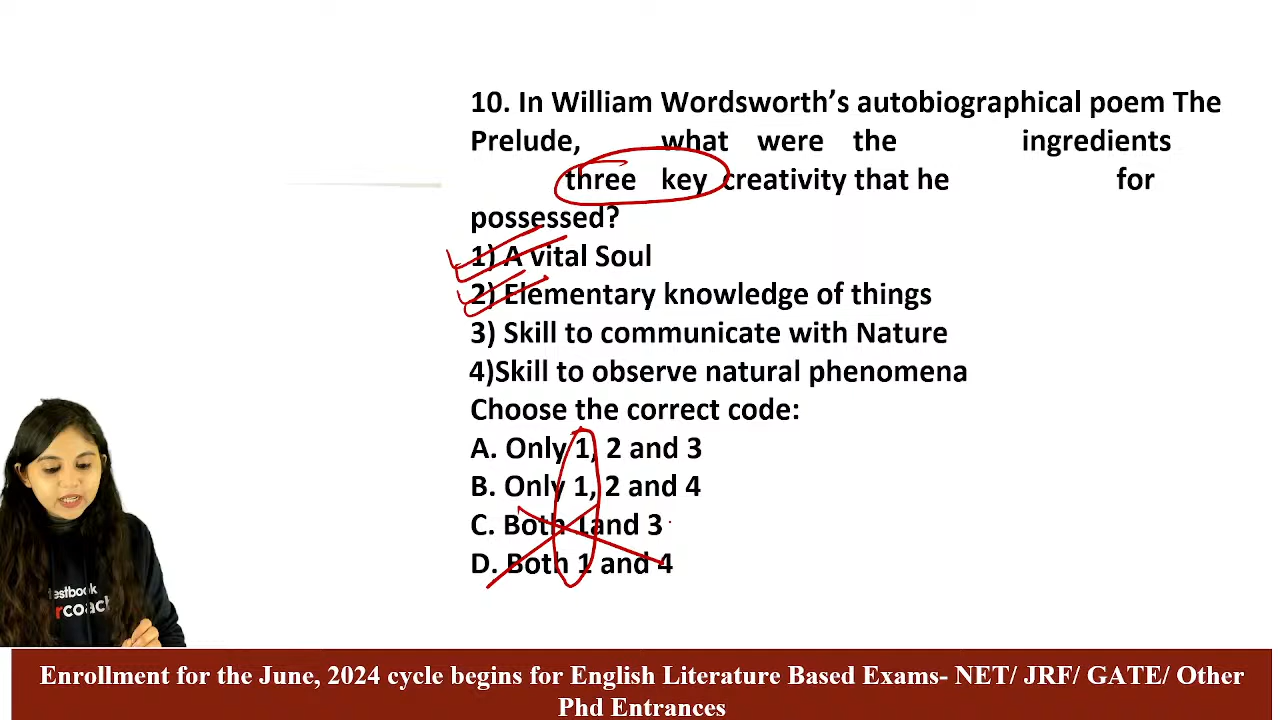 10. In William Wordsworth's autobiographical poem The
Prelude, what were the ingredients
three key creativity that he for
possessed?
1) A vital Soul
2) Elementary knowledge of things
3) Skill to communicate with Nature
4)Skill to observe natural phenomena
Choose the correct code:
A. Only 1, 2 and 3
B. Only 1, 2 and 4
C. Both 1and 3
D. Both 1 and 4
estbook
rcoach
Enrollment for the June, 2024 cycle begins for English Literature Based Exams- NET/ JRF/ GATE/ Other
Phd Entrances